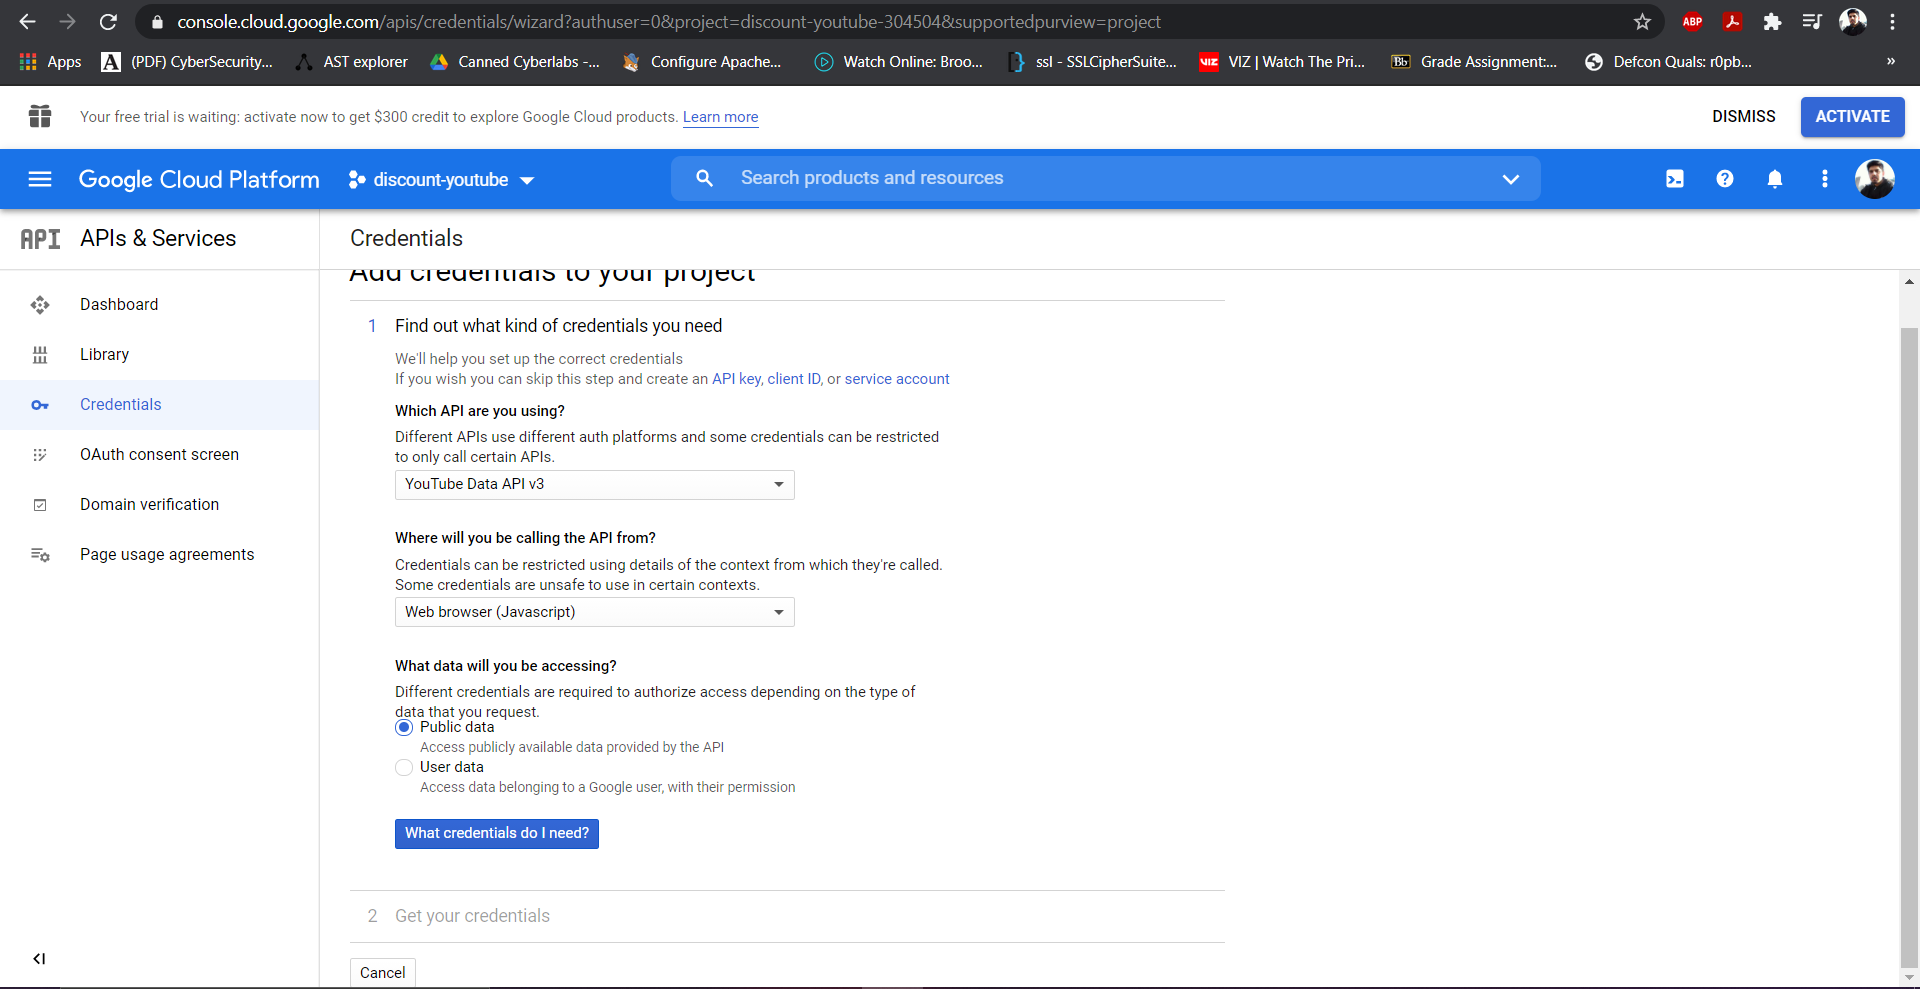 console.cloud.google.com/apis/credentials/wizard?authuser=0&project=discount-youtube-304504&supportedpurview=project
ABP
Apps
A (PDF) CyberSecurity...
AST explorer
Canned Cyberlabs -...
Configure Apache...
Watch Online: Broo...
ssl - SSLCipherSuite...
VIZ VIZ | Watch The Pri...
Bb Grade Assignment:...
Defcon Quals: r0pb...
»
Your free trial is waiting: activate now to get $300 credit to explore Google Cloud products. Learn more
DISMISS
ACTIVATE
Google Cloud Platform
discount-youtube
Search products and resources
API APIs & Services
Credentials
Dashboard
Library
Credentials
OAuth consent screen
Domain verification
Page usage agreements
Add credentials to your project
1 Find out what kind of credentials you need
We'll help you set up the correct credentials
If you wish you can skip this step and create an API key, client ID, or service account
Which API are you using?
Different APIs use different auth platforms and some credentials can be restricted
to only call certain APIs.
YouTube Data API v3
Where will you be calling the API from?
Credentials can be restricted using details of the context from which they're called.
Some credentials are unsafe to use in certain contexts.
Web browser (Javascript)
What data will you be accessing?
Different credentials are required to authorize access depending on the type of
data that you request.
Public data
Access publicly available data provided by the API
User data
Access data belonging to a Google user, with their permission
What credentials do I need?
2 Get your credentials
Cancel